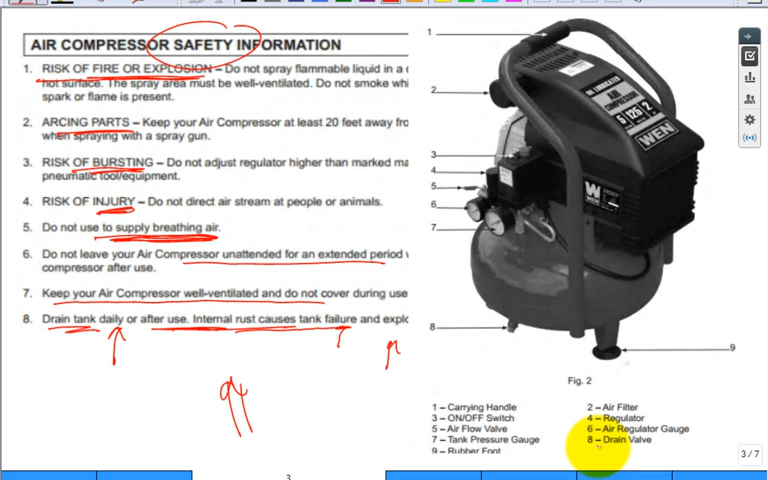 AIR COMPRESSOR SAFETY INFORMATION
1. RISK OF FIRE OR EXPLOSION – Do not spray flammable liquid in a
hot surface. The spray area must be well-ventilated. Do not smoke
spark or flame is present.
2. ARCING PARTS – Keep your Air Compressor at least 20 feet away
when spraying with a spray gun.
3. RISK OF BURSTING – Do not adjust regulator higher than marked
pneumatic tool/equipment.
4. RISK OF INJURY – Do not direct air stream at people or animals.
5. Do not use to supply breathing air.
6. Do not leave your Air Compressor unattended for an extended period
compressor after use.
7. Keep your Air Compressor well-ventilated and do not cover during use
8. Drain tank daily or after use. Internal rust causes tank failure and
1
2
3
4
5
6
7
8
9
OIL LUBRICATED
AIR
COMPRESSOR
5 125 2
WEN
W
WEN
Fig. 2
1 – Carrying Handle 2 – Air Filter
3 – ON/OFF Switch 4 – Regulator
5 – Air Flow Valve 6 – Air Regulator Gauge
7 – Tank Pressure Gauge 8 – Drain Valve
9 – Rubber Foot
3 / 7
3